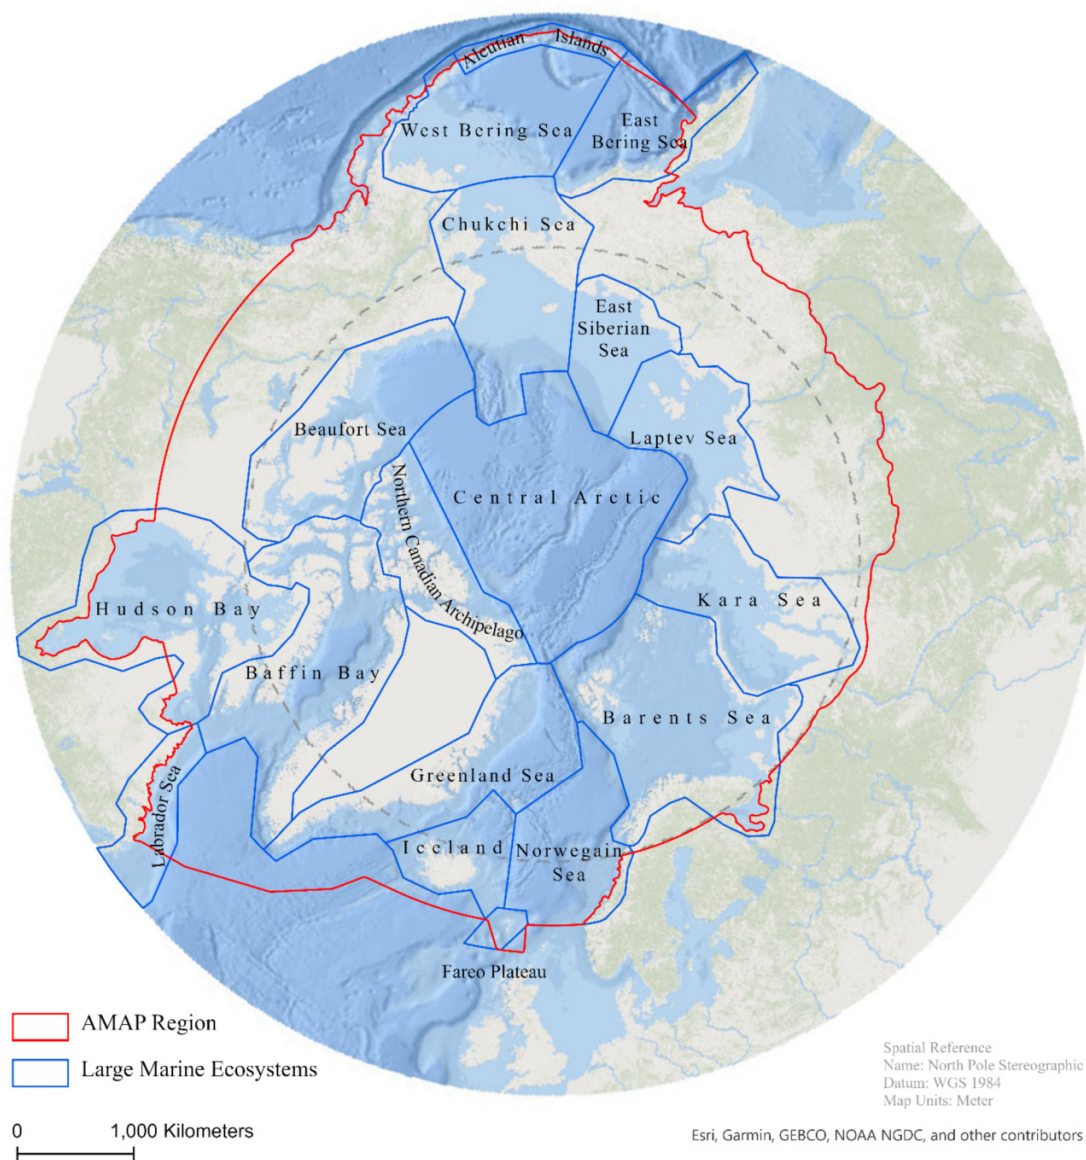 Aleutian Islands
West Bering Sea
East
Bering Sea
Chukchi Sea
East
Siberian
Sea
Beaufort Sea
Laptev Sea
Northern Canadian Archipelago
Central Arctic
Hudson Bay
Kara Sea
Baffin Bay
Barents Sea
Greenland Sea
Labrador Sea
Iceland
Norwegain
Sea
Fareo Plateau
AMAP Region
Large Marine Ecosystems
Spatial Reference
Name: North Pole Stereographic
Datum: WGS 1984
Map Units: Meter
0 1,000 Kilometers
Esri, Garmin, GEBCO, NOAA NGDC, and other contributors